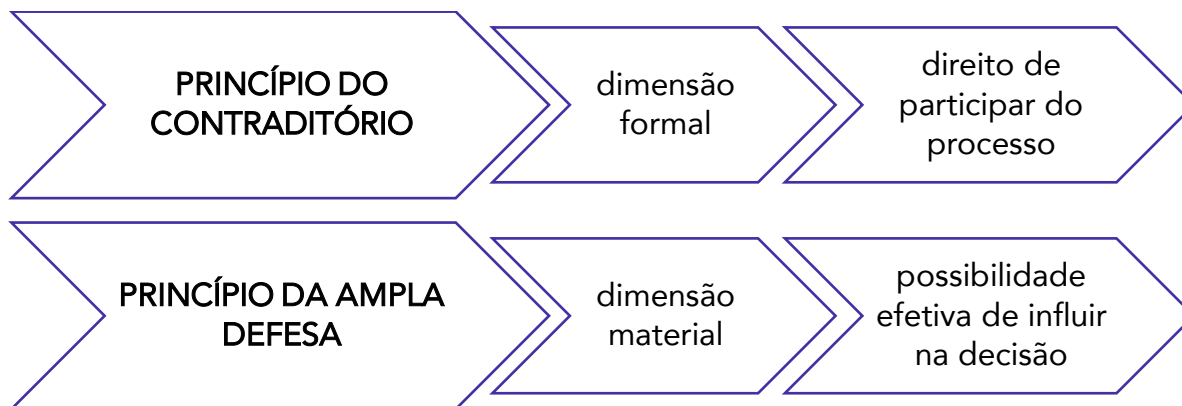 PRINCÍPIO DO
CONTRADITÓRIO
dimensão
formal
direito de
participar do
processo
PRINCÍPIO DA AMPLA
DEFESA
dimensão
material
possibilidade
efetiva de influir
na decisão